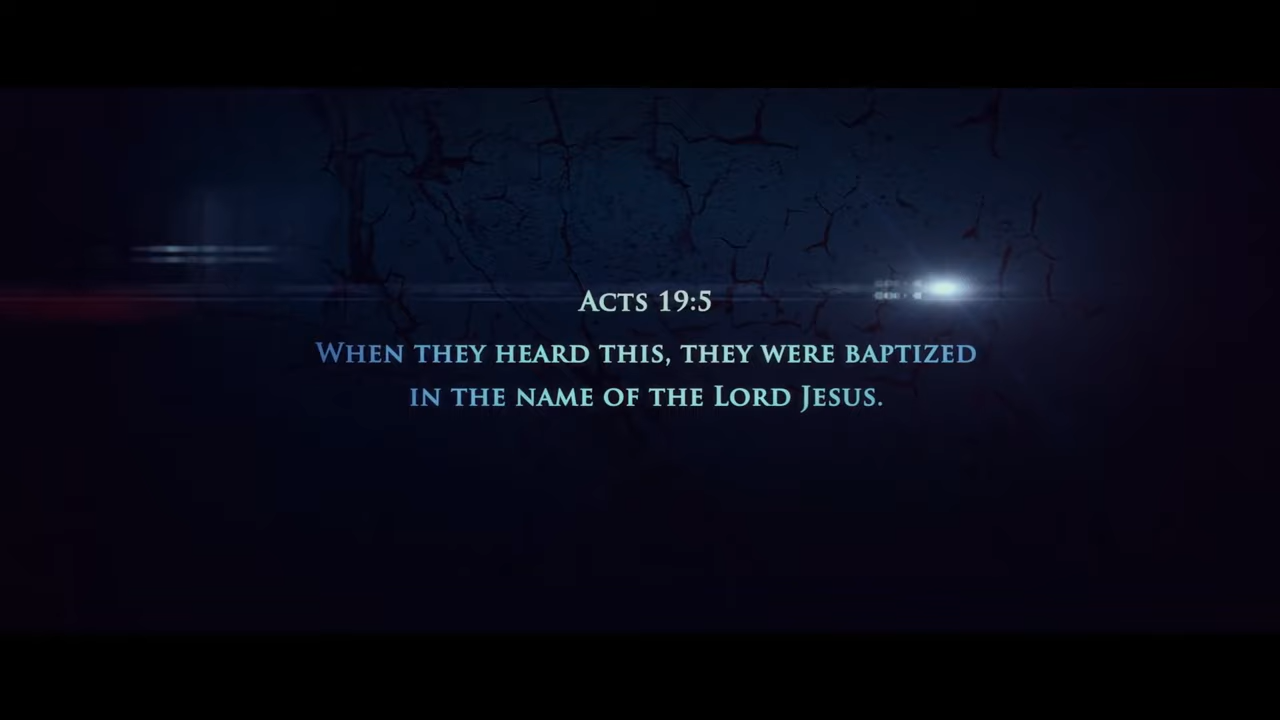 Acts 19:5
When they heard this, they were baptized
in the name of the Lord Jesus.